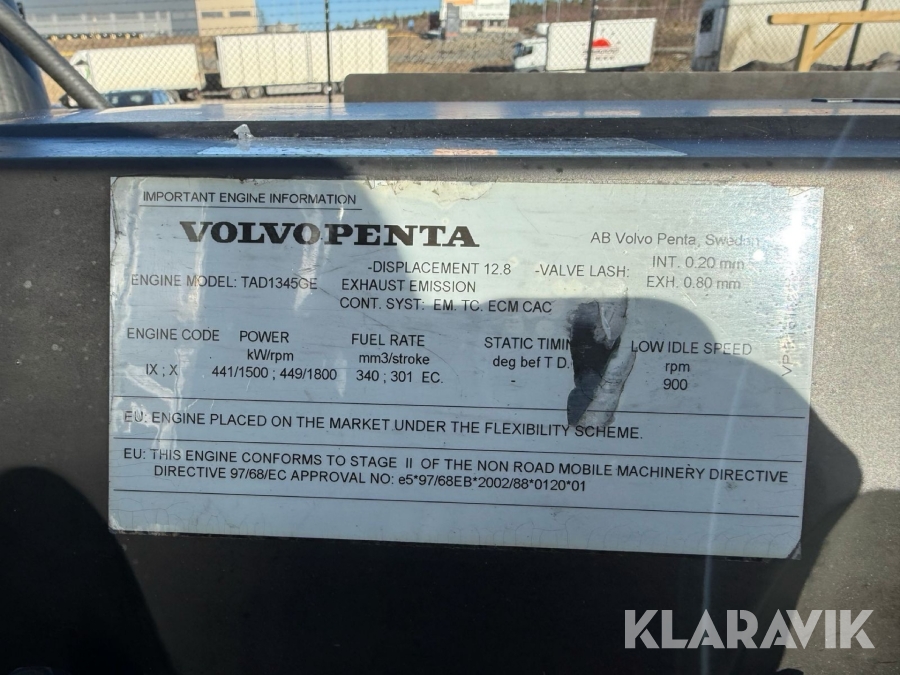 IMPORTANT ENGINE INFORMATION
VOLVO PENTA
AB Volvo Penta, Sweden
ENGINE MODEL: TAD1345GE
-DISPLACEMENT 12.8 -VALVE LASH: INT. 0.20 mm
EXH. 0.80 mm
EXHAUST EMISSION
CONT. SYST: EM. TC. ECM CAC
ENGINE CODE POWER FUEL RATE STATIC TIMIN LOW IDLE SPEED
kW/rpm mm3/stroke deg bef T D. rpm
IX ; X 441/1500 ; 449/1800 340 ; 301 EC. - 900
EU: ENGINE PLACED ON THE MARKET UNDER THE FLEXIBILITY SCHEME.
EU: THIS ENGINE CONFORMS TO STAGE II OF THE NON ROAD MOBILE MACHINERY DIRECTIVE
DIRECTIVE 97/68/EC APPROVAL NO: e5*97/68EB*2002/88*0120*01
KLARAVIK